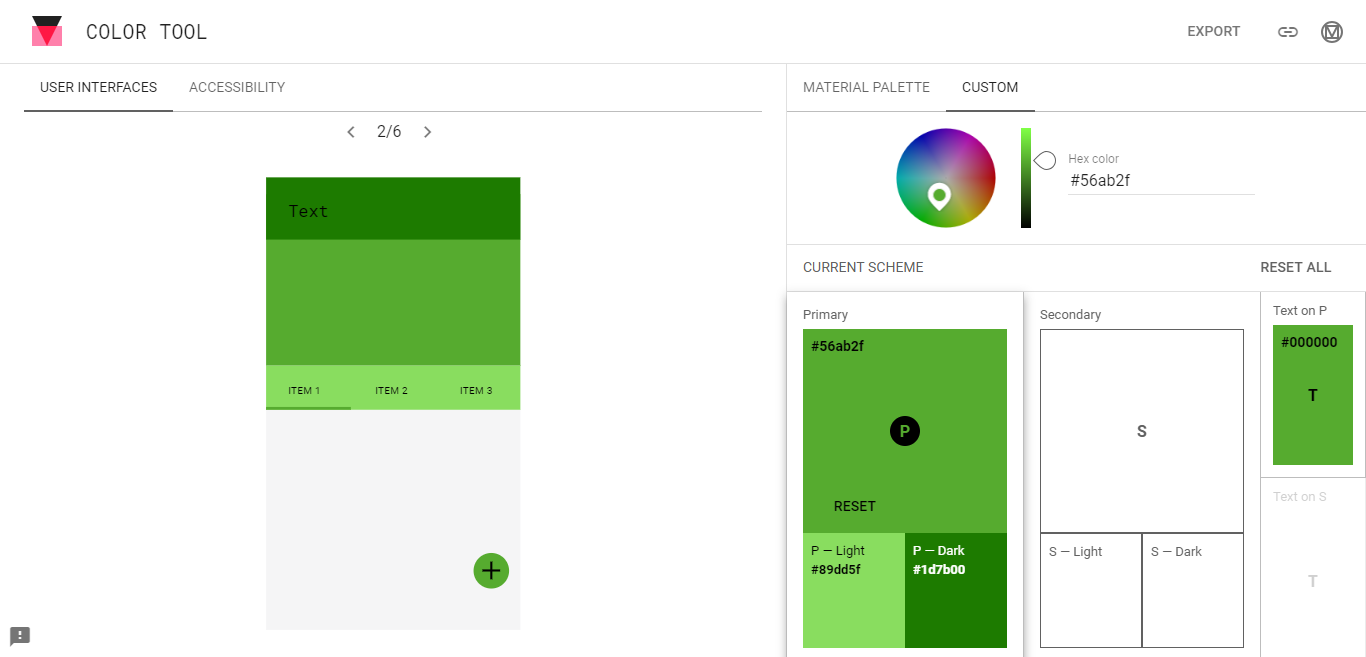 COLOR TOOL
EXPORT
USER INTERFACES ACCESSIBILITY
2/6
Text
ITEM 1 ITEM 2 ITEM 3
MATERIAL PALETTE CUSTOM
Hex color
#56ab2f
CURRENT SCHEME RESET ALL
Primary
#56ab2f
P
RESET
P — Light
#89dd5f
P — Dark
#1d7b00
Secondary
S
S — Light
S — Dark
Text on P
#000000
T
Text on S
T